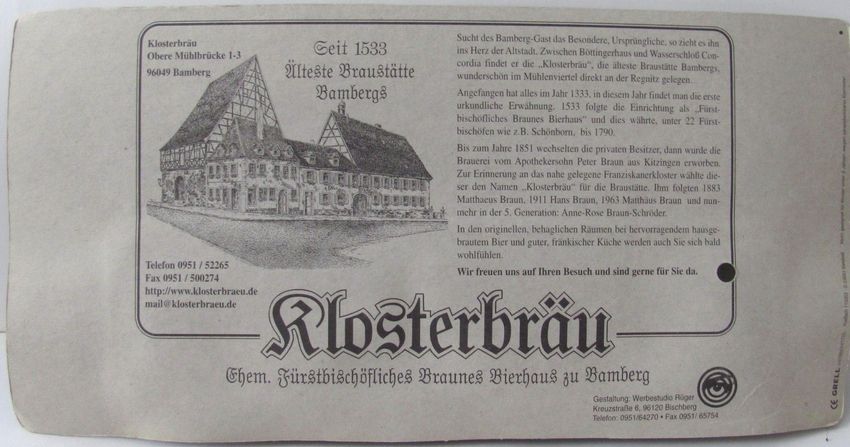 Klosterbräu
Obere Mühlbrücke 1-3
96049 Bamberg
Seit 1533
Älteste Braustätte
Bambergs
Sucht des Bamberg-Gast das Besondere, Ursprüngliche, so zieht es ihn
ins Herz der Altstadt. Zwischen Böttingerhaus und Wasserschloß Con-
cordia findet er die „Klosterbräu", die älteste Braustätte Bambergs,
wunderschön im Mühlenviertel direkt an der Regnitz gelegen.
Angefangen hat alles im Jahr 1333, in diesem Jahr findet man die erste
urkundliche Erwähnung. 1533 folgte die Einrichtung als „Fürst-
bischöfliches Braunes Bierhaus" und dies währte, unter 22 Fürst-
bischöfen wie z.B. Schönborn, bis 1790.
Bis zum Jahre 1851 wechselten die privaten Besitzer, dann wurde die
Brauerei vom Apothekersohn Peter Braun aus Kitzingen erworben.
Zur Erinnerung an das nahe gelegene Franziskanerkloster wählte die-
ser den Namen „Klosterbräu" für die Braustätte. Ihm folgten 1883
Matthaeus Braun, 1911 Hans Braun, 1963 Matthäus Braun und nun-
mehr in der 5. Generation: Anne-Rose Braun-Schröder.
In den originellen, behaglichen Räumen bei hervorragendem hausge-
brautem Bier und guter, fränkischer Küche werden auch Sie sich bald
wohlfühlen.
Wir freuen uns auf Ihren Besuch und sind gerne für Sie da.
Telefon 0951 / 52265
Fax 0951 / 500274
http://www.klosterbraeu.de
mail@klosterbraeu.de
Klosterbräu
Ehem. Fürstbischöfliches Braunes Bierhaus zu Bamberg
Gestaltung: Werbestudio Rüger
Kreuzstraße 6, 96120 Bischberg
Telefon: 0951/64270 • Fax 0951/ 65754
CE GRELL